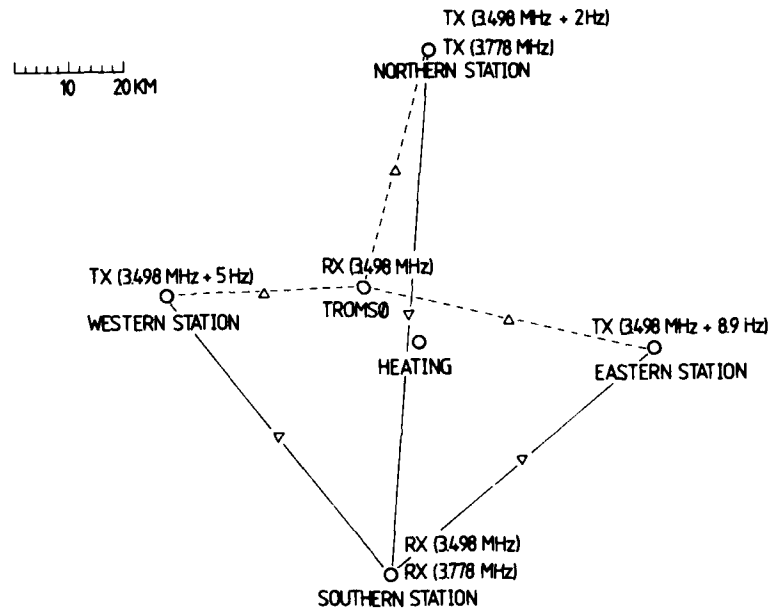 TX (3.498 MHz + 2Hz)
TX (3.778 MHz)
NORTHERN STATION
10 20 KM
RX (3.498 MHz)
TROMSØ
TX (3.498 MHz + 5 Hz)
WESTERN STATION
TX (3.498 MHz + 8.9 Hz)
EASTERN STATION
HEATING
RX (3.498 MHz)
RX (3.778 MHz)
SOUTHERN STATION